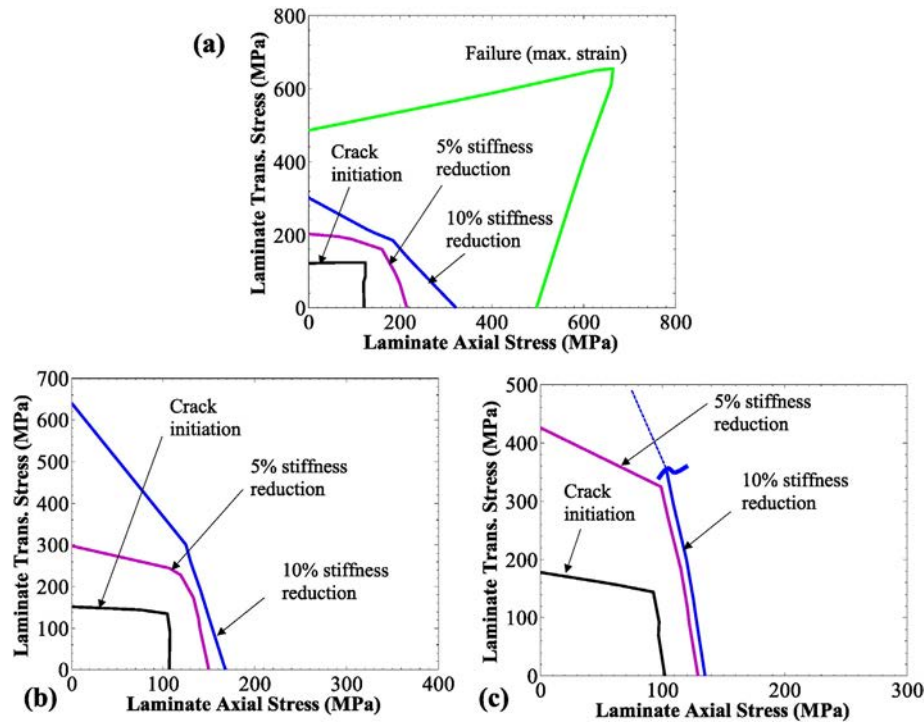 (a)
800
600
400
200
0
Laminate Trans. Stress (MPa)
Failure (max. strain)
Crack
initiation
5% stiffness
reduction
10% stiffness
reduction
0 200 400 600 800
Laminate Axial Stress (MPa)
700
600
500
400
300
200
100
0
Laminate Trans. Stress (MPa)
Crack
initiation
5% stiffness
reduction
10% stiffness
reduction
0 100 200 300 400
(b) Laminate Axial Stress (MPa)
500
400
300
200
100
0
Laminate Trans. Stress (MPa)
5% stiffness
reduction
10% stiffness
reduction
Crack
initiation
0 100 200 300
(c) Laminate Axial Stress (MPa)